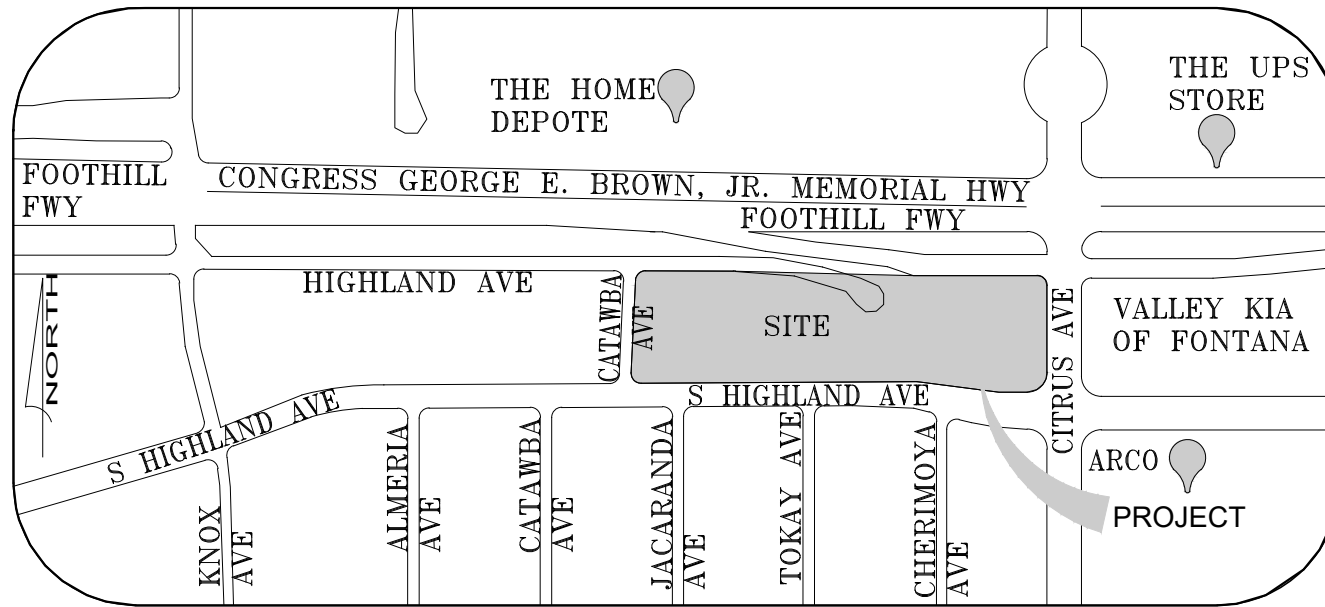 THE HOME
DEPOTE
THE UPS
STORE
FOOTHILL
FWY
CONGRESS GEORGE E. BROWN, JR. MEMORIAL HWY
FOOTHILL FWY
NORTH
HIGHLAND AVE
CATAWBA
AVE
SITE
CITRUS AVE
VALLEY KIA
OF FONTANA
S HIGHLAND AVE
S HIGHLAND AVE
KNOX
AVE
ALMERIA
AVE
CATAWBA
AVE
JACARANDA
AVE
TOKAY AVE
CHERIMOYA
AVE
ARCO
PROJECT